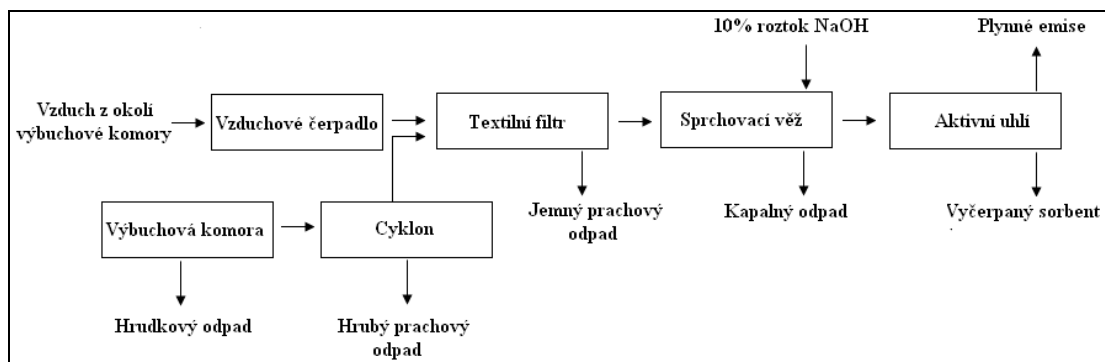 10% roztok NaOH
Plynné emise
Vzduch z okolí
výbuchové komory
Vzduchové čerpadlo
Textilní filtr
Sprchovací věž
Aktivní uhlí
Jemný prachový
odpad
Kapalný odpad
Vyčerpaný sorbent
Výbuchová komora
Cyklon
Hrudkový odpad
Hrubý prachový
odpad